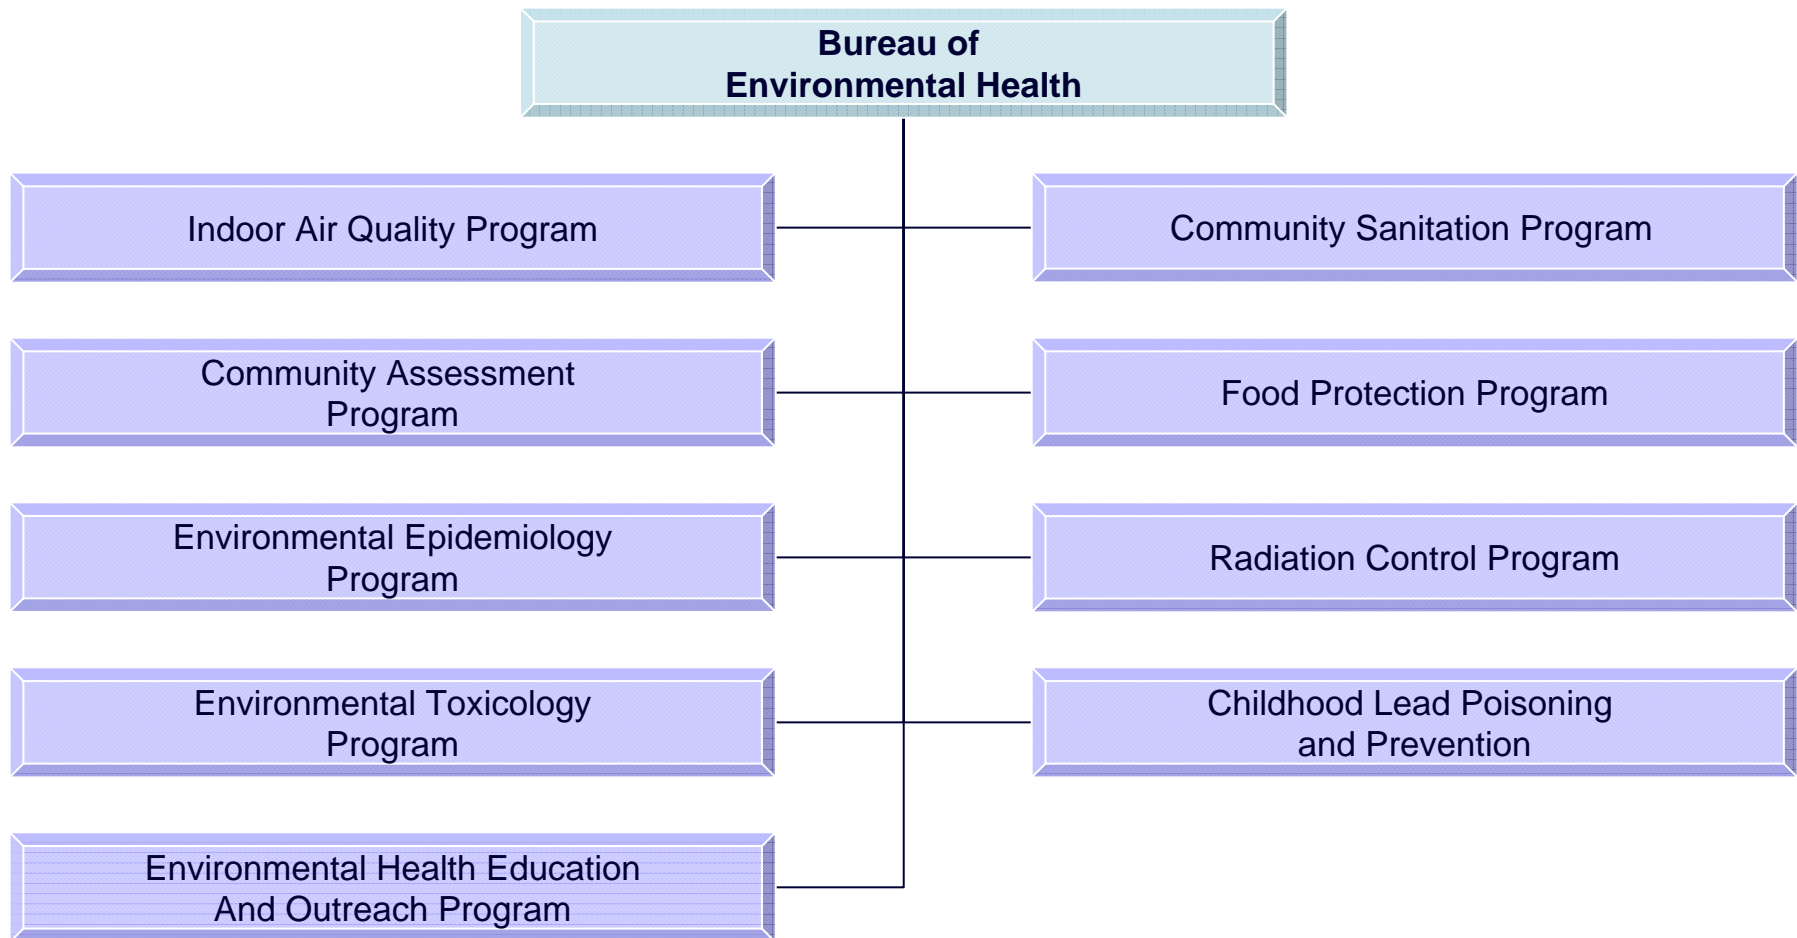 Bureau of
Environmental Health
Indoor Air Quality Program
Community Sanitation Program
Community Assessment
Program
Food Protection Program
Environmental Epidemiology
Program
Radiation Control Program
Environmental Toxicology
Program
Childhood Lead Poisoning
and Prevention
Environmental Health Education
And Outreach Program